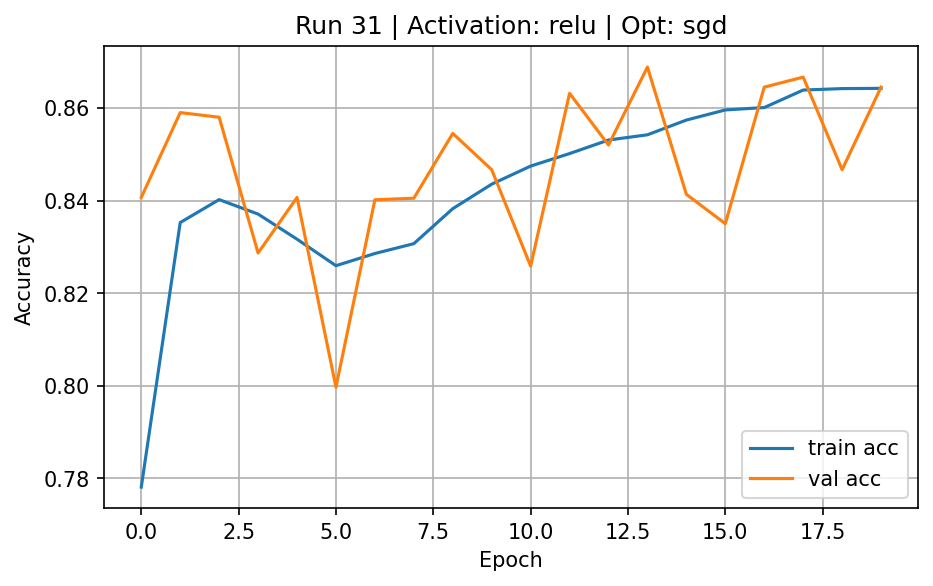 Run 31 | Activation: relu | Opt: sgd
Accuracy
0.86
0.84
0.82
0.80
0.78
train acc
val acc
0.0 2.5 5.0 7.5 10.0 12.5 15.0 17.5
Epoch